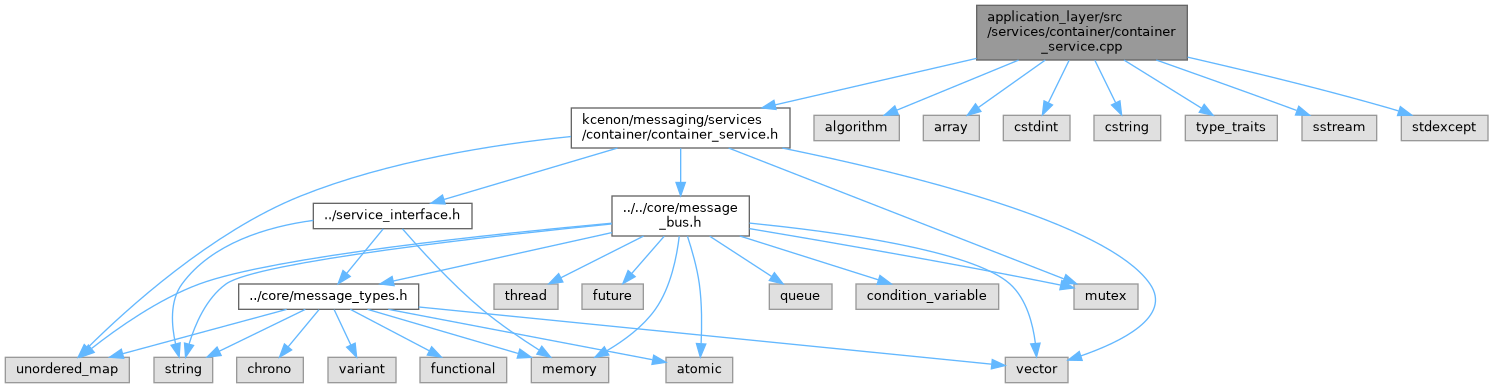 application_layer/src
/services/container/container
_service.cpp
kcenon/messaging/services
/container/container_service.h
algorithm
array
cstdint
cstring
type_traits
sstream
stdexcept
../service_interface.h
../../core/message
_bus.h
../core/message_types.h
thread
future
queue
condition_variable
mutex
unordered_map
string
chrono
variant
functional
memory
atomic
vector